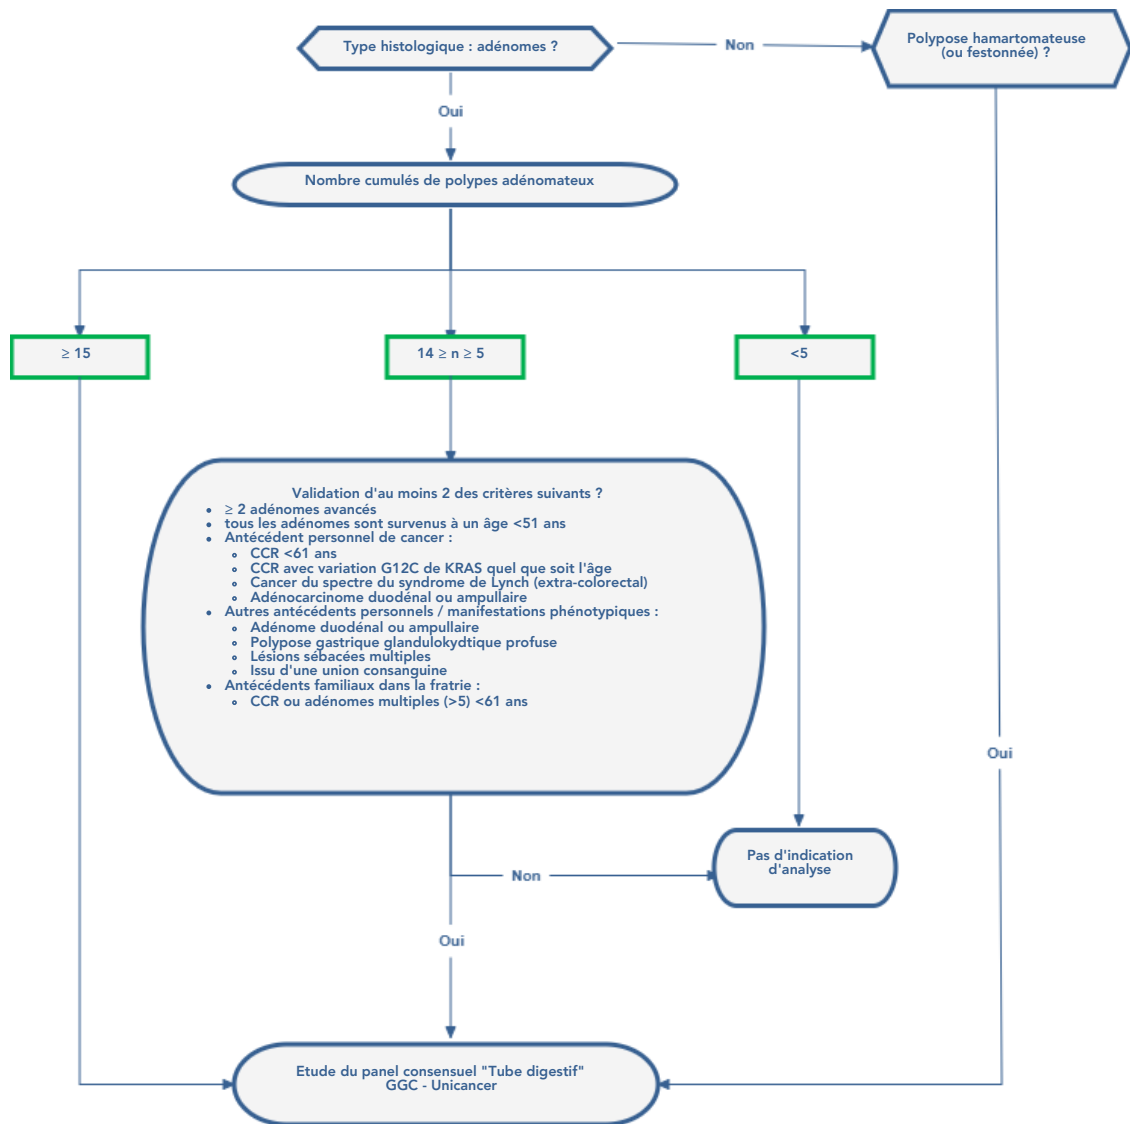 Type histologique : adénomes ?
Non
Polypose hamartomateuse
(ou festonnée) ?
Oui
Nombre cumulés de polypes adénomateux
≥ 15
14 ≥ n ≥ 5
<5
Validation d'au moins 2 des critères suivants ?
• ≥ 2 adénomes avancés
• tous les adénomes sont survenus à un âge <51 ans
• Antécédent personnel de cancer :
∘ CCR <61 ans
∘ CCR avec variation G12C de KRAS quel que soit l'âge
∘ Cancer du spectre du syndrome de Lynch (extra-colorectal)
∘ Adénocarcinome duodénal ou ampullaire
• Autres antécédents personnels / manifestations phénotypiques :
∘ Adénome duodénal ou ampullaire
∘ Polypose gastrique glandulokydtique profuse
∘ Lésions sébacées multiples
∘ Issu d'une union consanguine
• Antécédents familiaux dans la fratrie :
∘ CCR ou adénomes multiples (>5) <61 ans
Oui
Pas d'indication
d'analyse
Non
Oui
Etude du panel consensuel "Tube digestif"
GGC - Unicancer